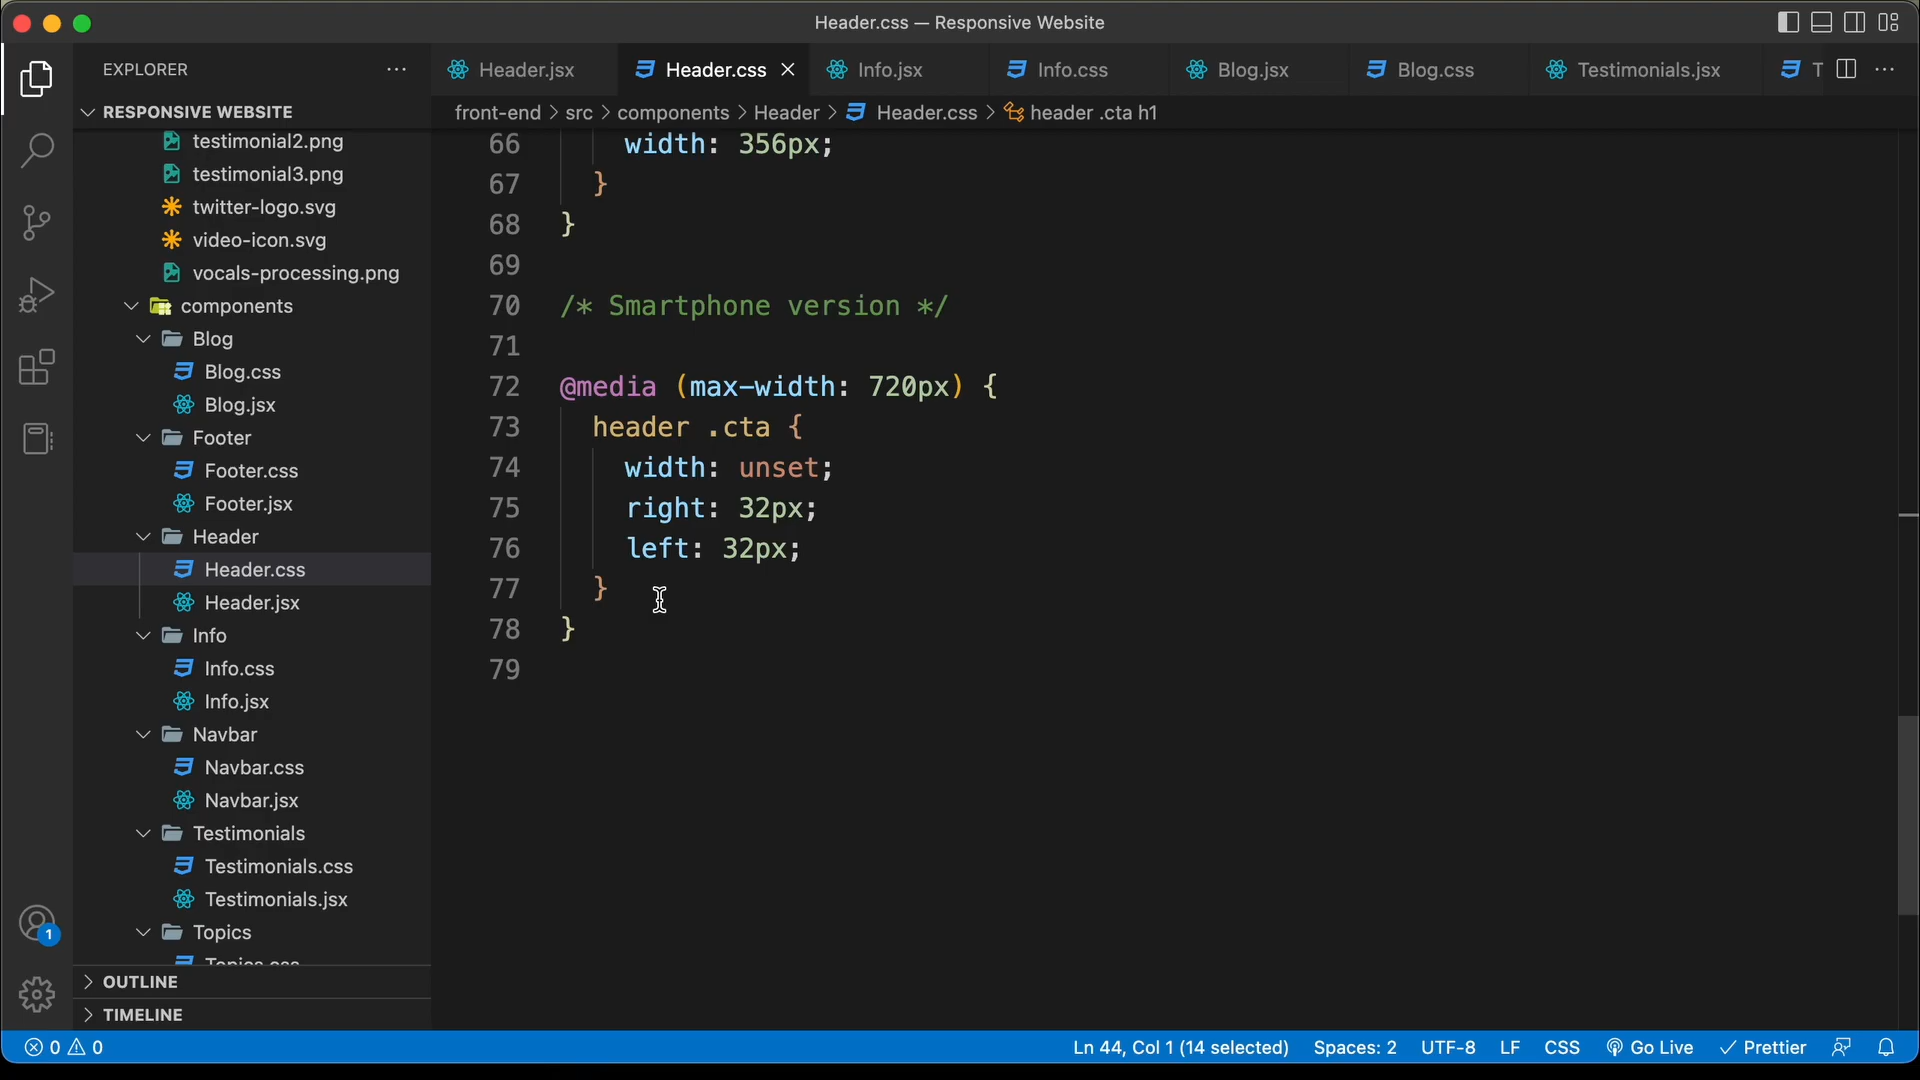 Header.css — Responsive Website
EXPLORER
Header.jsx
Header.css
Info.jsx
Info.css
Blog.jsx
Blog.css
Testimonials.jsx
T
RESPONSIVE WEBSITE
front-end > src > components > Header > Header.css > header .cta h1
testimonial2.png
testimonial3.png
twitter-logo.svg
video-icon.svg
vocals-processing.png
components
Blog
Blog.css
Blog.jsx
Footer
Footer.css
Footer.jsx
Header
Header.css
Header.jsx
Info
Info.css
Info.jsx
Navbar
Navbar.css
Navbar.jsx
Testimonials
Testimonials.css
Testimonials.jsx
Topics
Topics.css
OUTLINE
TIMELINE
66 width: 356px;
67 }
68 }
69
70 /* Smartphone version */
71
72 @media (max-width: 720px) {
73 header .cta {
74 width: unset;
75 right: 32px;
76 left: 32px;
77 }
78 }
79
1
0 0
Ln 44, Col 1 (14 selected)
Spaces: 2
UTF-8
LF
CSS
Go Live
Prettier